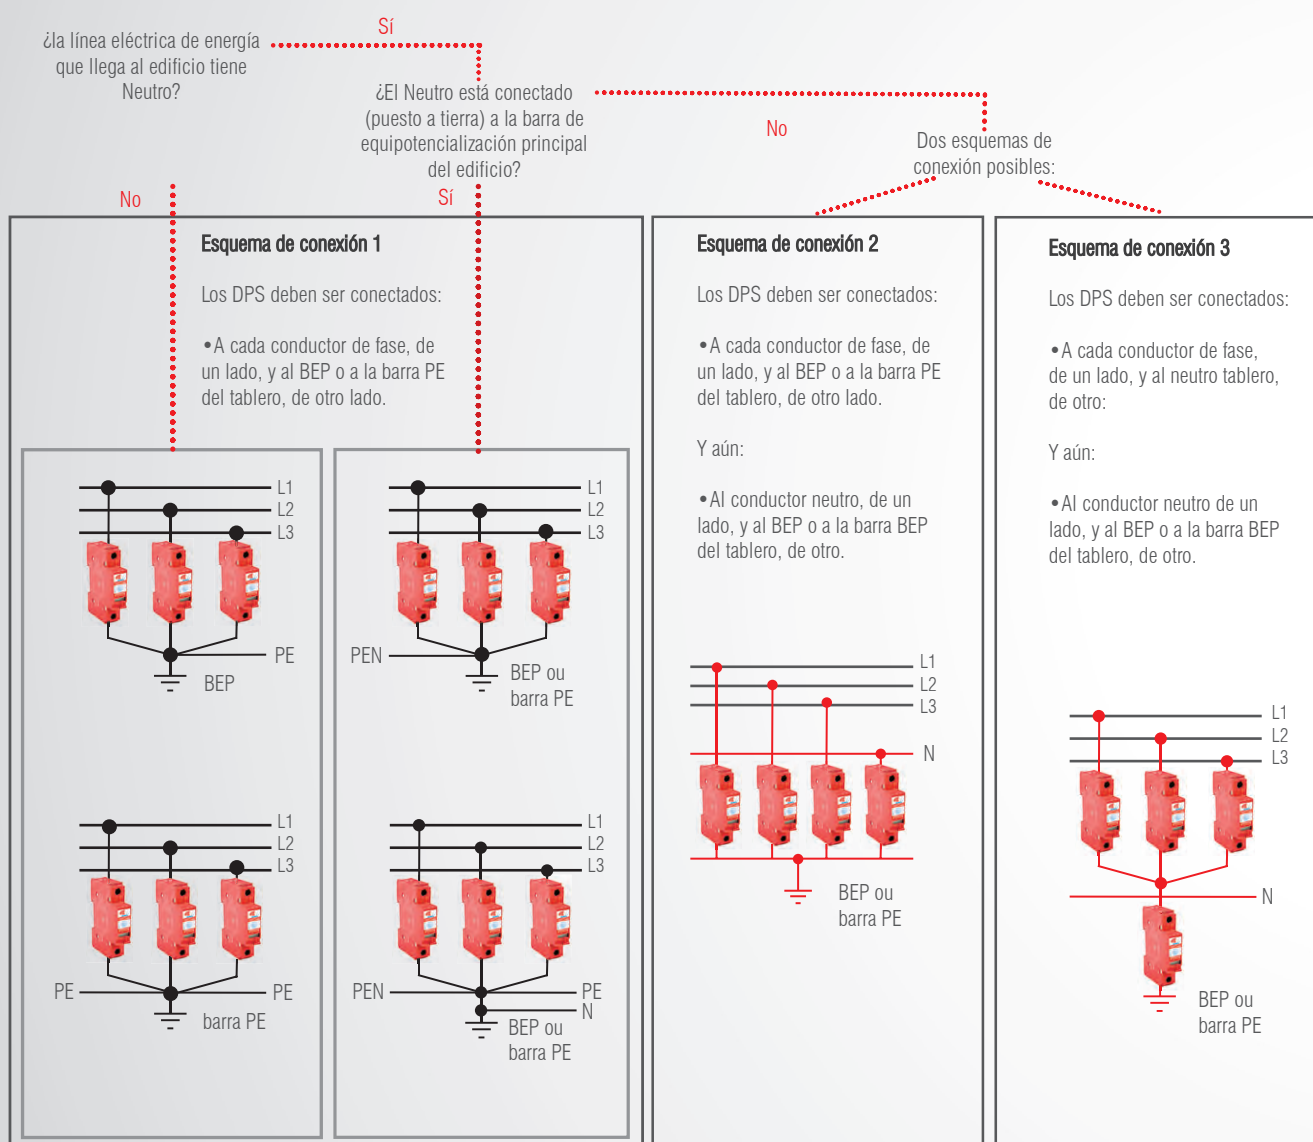 Sí
¿la línea eléctrica de energía
que llega al edificio tiene
Neutro?
¿El Neutro está conectado
(puesto a tierra) a la barra de
equipotencialización principal
del edificio?
No
Dos esquemas de
conexión posibles:
No
Sí
Esquema de conexión 1
Los DPS deben ser conectados:
•A cada conductor de fase, de
un lado, y al BEP o a la barra PE
del tablero, de otro lado.
L1
L2
L3
PE
BEP
L1
L2
L3
PEN
BEP ou
barra PE
L1
L2
L3
PE
PE
barra PE
L1
L2
L3
PEN
PE
N
BEP ou
barra PE
Esquema de conexión 2
Los DPS deben ser conectados:
•A cada conductor de fase, de
un lado, y al BEP o a la barra PE
del tablero, de otro lado.
Y aún:
•Al conductor neutro, de un
lado, y al BEP o a la barra BEP
del tablero, de otro.
L1
L2
L3
N
BEP ou
barra PE
Esquema de conexión 3
Los DPS deben ser conectados:
•A cada conductor de fase,
de un lado, y al neutro tablero,
de otro:
Y aún:
•Al conductor neutro de un
lado, y al BEP o a la barra BEP
del tablero, de otro.
L1
L2
L3
N
BEP ou
barra PE